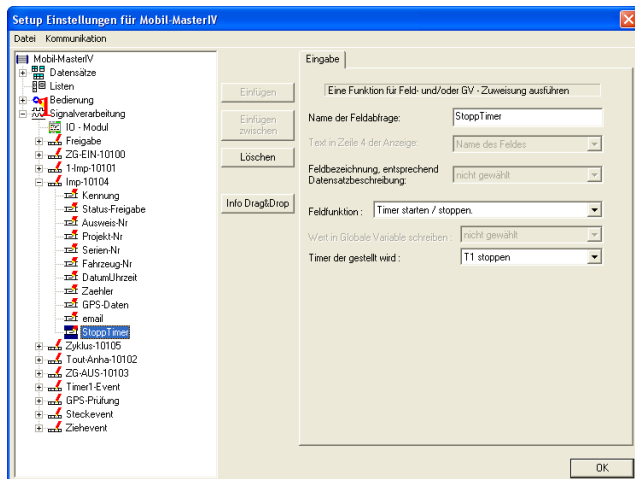 Setup Einstellungen für Mobil-MasterIV
Datei Kommunikation
Mobil-MasterIV
Datensätze
Listen
Bedienung
Signalverarbeitung
IO - Modul
Freigabe
ZG-EIN-10100
1-Imp-10101
Imp-10104
Kennung
Status-Freigabe
Ausweis-Nr
Projekt-Nr
Serien-Nr
Fahrzeug-Nr
DatumUhrzeit
Zaehler
GPS-Daten
email
StoppTimer
Zyklus-10105
Tout-Anha-10102
ZG-AUS-10103
Timer1-Event
GPS-Prüfung
Steckevent
Ziehevent
Einfügen
Einfügen
zwischen
Löschen
Info Drag&Drop
Eingabe
Eine Funktion für Feld- und/oder GV - Zuweisung ausführen
Name der Feldabfrage: StoppTimer
Text in Zeile 4 der Anzeige: Name des Feldes
Feldbezeichnung, entsprechend
Datensatzbeschreibung: nicht gewählt
Feldfunktion : Timer starten / stoppen.
Wert in Globale Variable schreiben : nicht gewählt
Timer der gestellt wird : T1 stoppen
OK